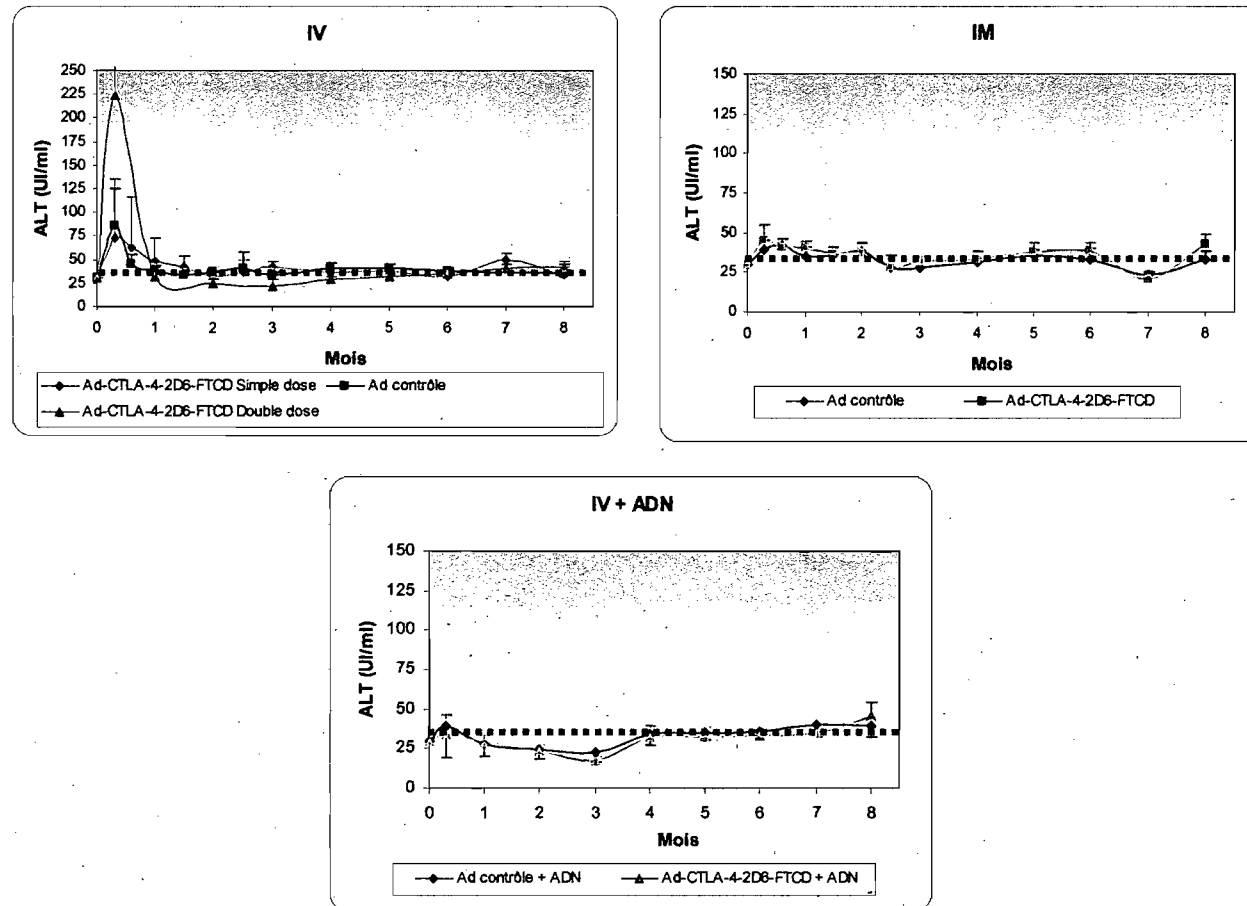 IV
250
225
200
175
150
125
100
75
50
25
0
ALT (UI/ml)
0 1 2 3 4 5 6 7 8
Mois
Ad-CTLA-4-2D6-FTCD Simple dose Ad contrôle
Ad-CTLA-4-2D6-FTCD Double dose
IM
150
125
100
75
50
25
0
ALT (UI/ml)
0 1 2 3 4 5 6 7 8
Mois
Ad contrôle Ad-CTLA-4-2D6-FTCD
IV + ADN
150
125
100
75
50
25
0
ALT (UI/ml)
0 1 2 3 4 5 6 7 8
Mois
Ad contrôle + ADN Ad-CTLA-4-2D6-FTCD + ADN